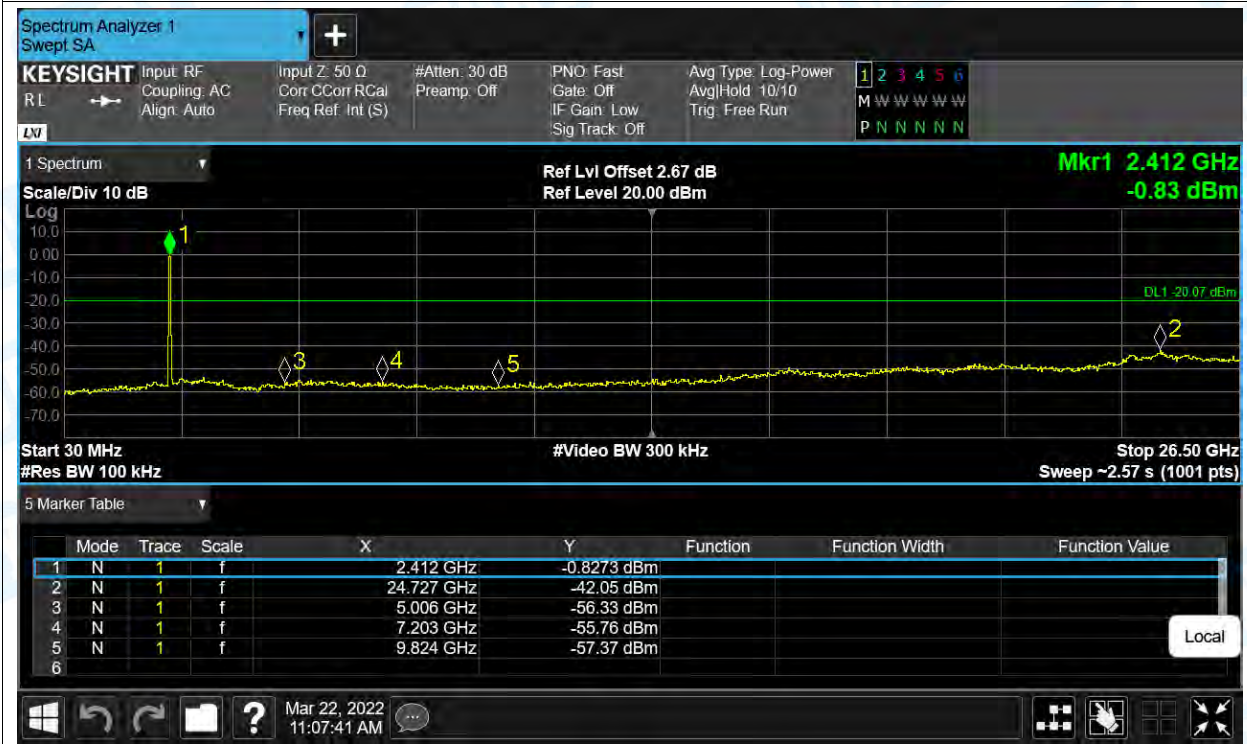 Spectrum Analyzer 1
Swept SA
KEYSIGHT
R L
LXI
Input: RF
Coupling: AC
Align: Auto
Input Z: 50 Ω
Corr CCorr RCal
Freq Ref: Int (S)
#Atten: 30 dB
Preamp: Off
PNO: Fast
Gate: Off
IF Gain: Low
Sig Track: Off
Avg Type: Log-Power
Avg|Hold: 10/10
Trig: Free Run
1 2 3 4 5 6
M W W W W W
P N N N N N
1 Spectrum
Scale/Div 10 dB
Ref Lvl Offset 2.67 dB
Ref Level 20.00 dBm
Mkr1 2.412 GHz
-0.83 dBm
Log
10.0
0.00
-10.0
-20.0
-30.0
-40.0
-50.0
-60.0
-70.0
1
DL1 -20.07 dBm
2
3
4
5
Start 30 MHz
#Video BW 300 kHz
Stop 26.50 GHz
#Res BW 100 kHz
Sweep ~2.57 s (1001 pts)
5 Marker Table
Mode Trace Scale X Y Function Function Width Function Value
1 N 1 f 2.412 GHz -0.8273 dBm
2 N 1 f 24.727 GHz -42.05 dBm
3 N 1 f 5.006 GHz -56.33 dBm
4 N 1 f 7.203 GHz -55.76 dBm
5 N 1 f 9.824 GHz -57.37 dBm
6
Local
?
Mar 22, 2022
11:07:41 AM